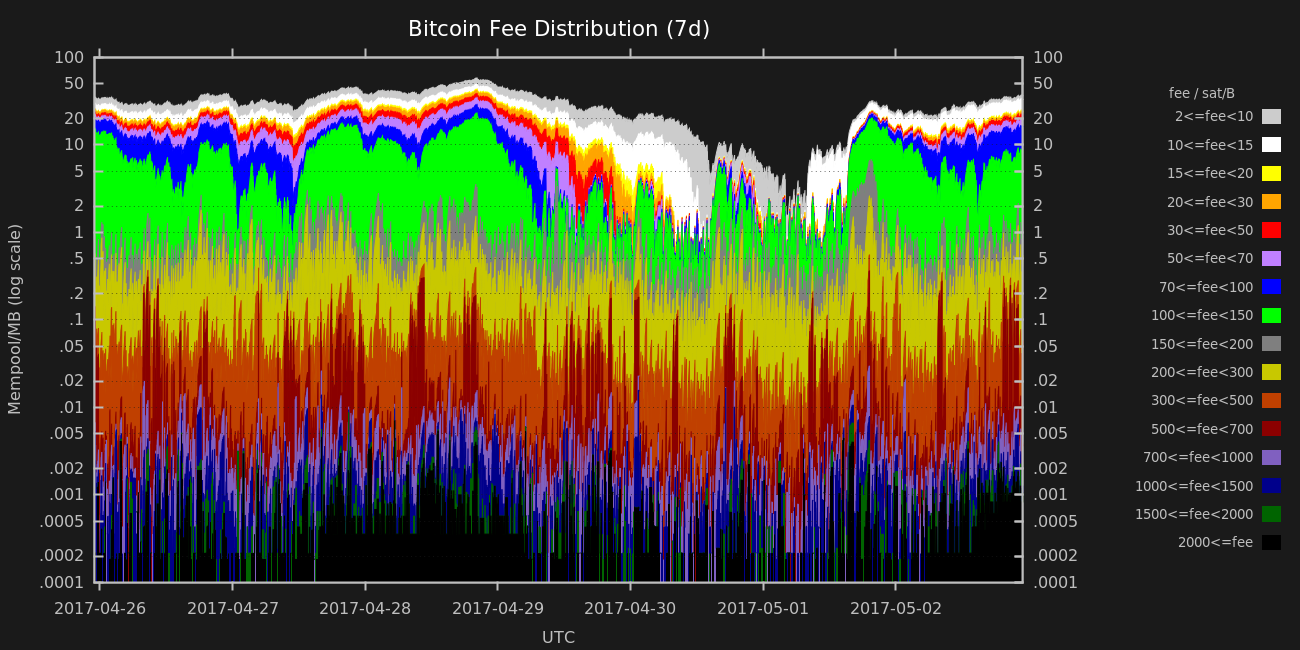 Bitcoin Fee Distribution (7d)
100
50
20
10
5
2
1
.5
.2
.1
.05
.02
.01
.005
.002
.001
.0005
.0002
.0001
Mempool/MB (log scale)
100
50
20
10
5
2
1
.5
.2
.1
.05
.02
.01
.005
.002
.001
.0005
.0002
.0001
2017-04-26 2017-04-27 2017-04-28 2017-04-29 2017-04-30 2017-05-01 2017-05-02
UTC
fee / sat/B
2<=fee<10
10<=fee<15
15<=fee<20
20<=fee<30
30<=fee<50
50<=fee<70
70<=fee<100
100<=fee<150
150<=fee<200
200<=fee<300
300<=fee<500
500<=fee<700
700<=fee<1000
1000<=fee<1500
1500<=fee<2000
2000<=fee